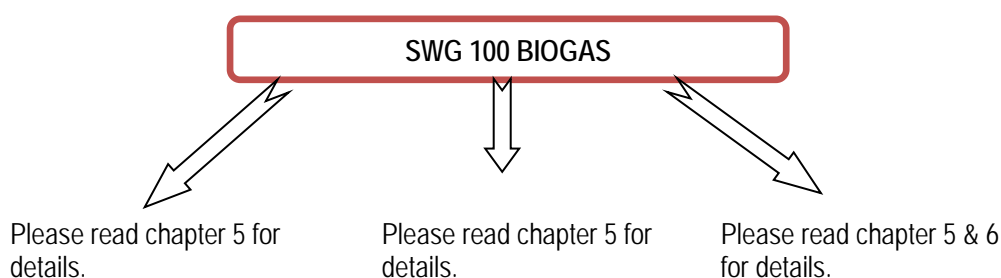 SWG 100 BIOGAS
Please read chapter 5 for
details.
Please read chapter 5 for
details.
Please read chapter 5 & 6
for details.